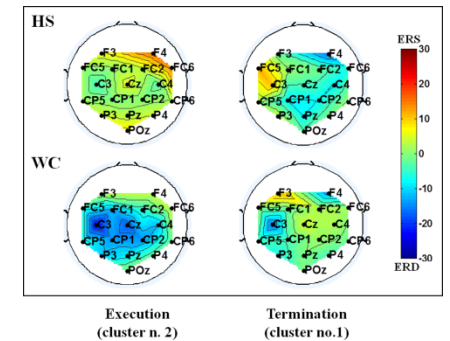 HS
F3 F4
FC5 FC1 FC2 FC6
C3 Cz C4
CP5 CP1 CP2 CP6
P3 Pz P4
POz
F3 F4
FC5 FC1 FC2 FC6
C3 Cz C4
CP5 CP1 CP2 CP6
P3 Pz P4
POz
ERS
30
20
10
0
-10
-20
-30
ERD
WC
F3 F4
FC5 FC1 FC2 FC6
C3 Cz C4
CP5 CP1 CP2 CP6
P3 Pz P4
POz
F3 F4
FC5 FC1 FC2 FC6
C3 Cz C4
CP5 CP1 CP2 CP6
P3 Pz P4
POz
Execution
(cluster n. 2)
Termination
(cluster no.1)